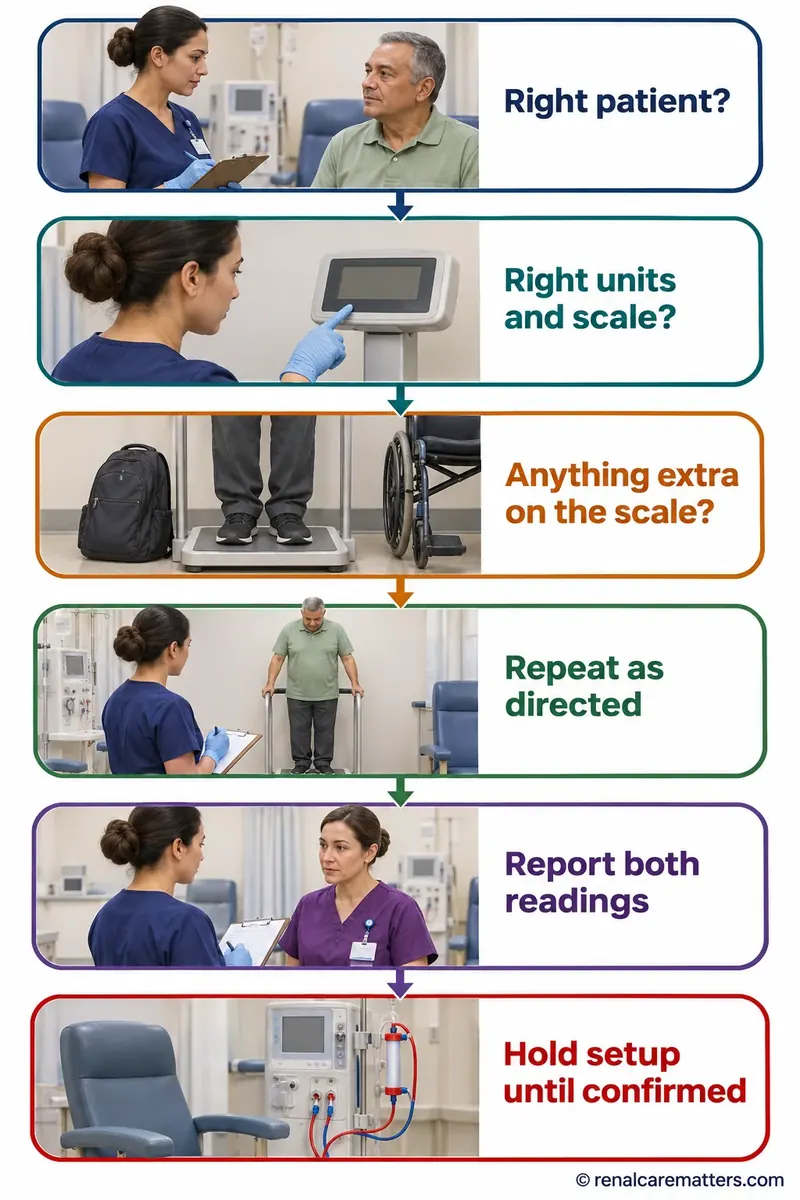 Right patient?
Right units
and scale?
Anything extra
on the scale?
Repeat as
directed
Report both
readings
Hold setup
until confirmed
© renalcarematters.com